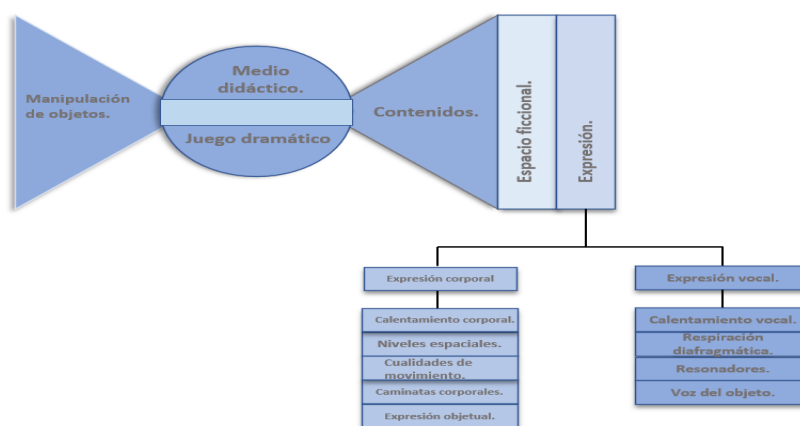 Manipulación
de objetos.
Medio
didáctico.
Juego dramático
Contenidos.
Espacio ficcional.
Expresión.
Expresión corporal
Calentamiento corporal.
Niveles espaciales.
Cualidades de
movimiento.
Caminatas corporales.
Expresión objetual.
Expresión vocal.
Calentamiento vocal.
Respiración
diafragmática.
Resonadores.
Voz del objeto.